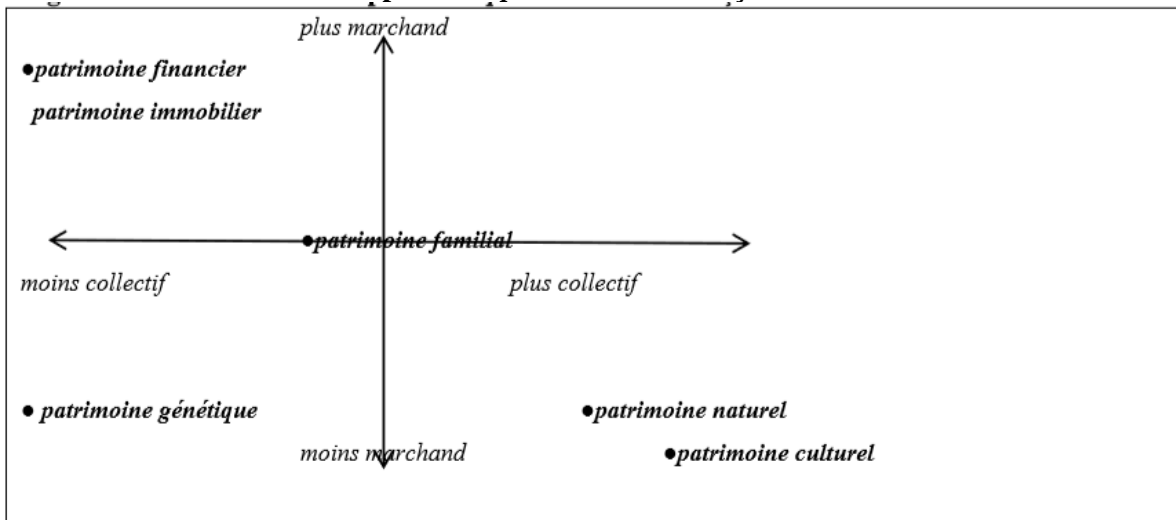 plus marchand
●patrimoine financier
patrimoine immobilier
●patrimoine familial
moins collectif
plus collectif
● patrimoine génétique
●patrimoine naturel
moins marchand
●patrimoine culturel